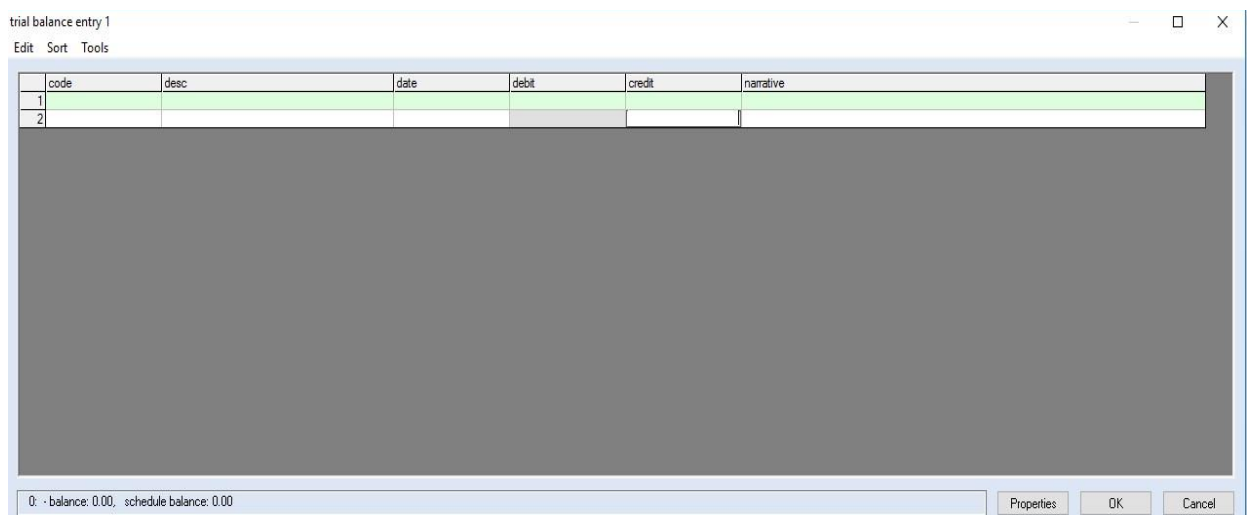 trial balance entry 1
Edit Sort Tools
code desc date debit credit narrative
1
2
0: - balance: 0.00, schedule balance: 0.00 Properties OK Cancel